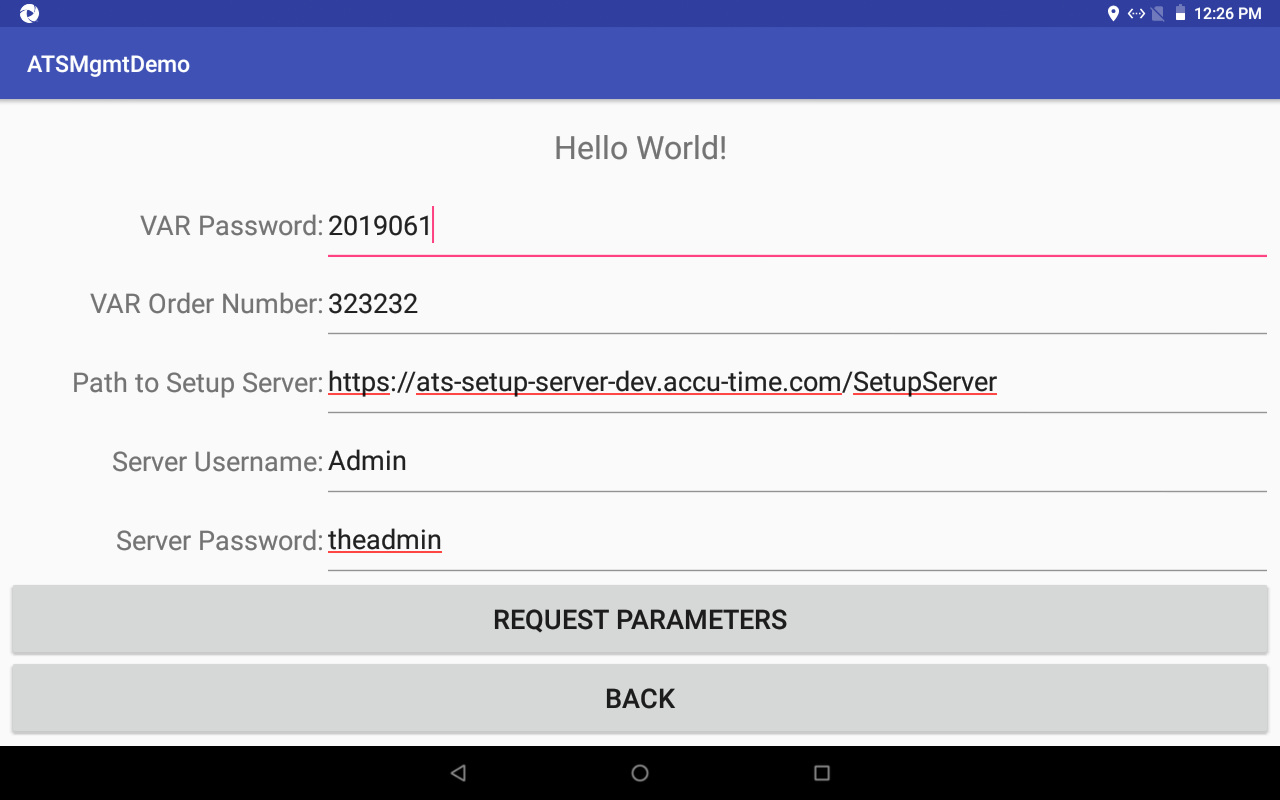 12:26 PM
ATSMgmtDemo
Hello World!
VAR Password: 2019061
VAR Order Number: 323232
Path to Setup Server: https://ats-setup-server-dev.accu-time.com/SetupServer
Server Username: Admin
Server Password: theadmin
REQUEST PARAMETERS
BACK